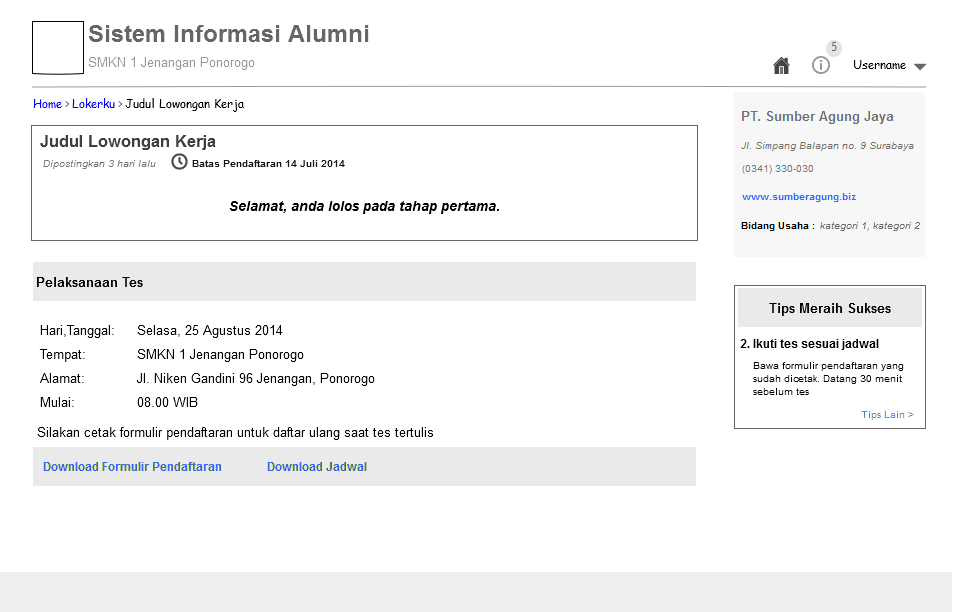 Sistem Informasi Alumni
SMKN 1 Jenangan Ponorogo
5
Username
Home › Lokerku › Judul Lowongan Kerja
Judul Lowongan Kerja
Dipostingkan 3 hari lalu Batas Pendaftaran 14 Juli 2014
Selamat, anda lolos pada tahap pertama.
Pelaksanaan Tes
Hari,Tanggal: Selasa, 25 Agustus 2014
Tempat: SMKN 1 Jenangan Ponorogo
Alamat: Jl. Niken Gandini 96 Jenangan, Ponorogo
Mulai: 08.00 WIB
Silakan cetak formulir pendaftaran untuk daftar ulang saat tes tertulis
Download Formulir Pendaftaran Download Jadwal
PT. Sumber Agung Jaya
Jl. Simpang Balapan no. 9 Surabaya
(0341) 330-030
www.sumberagung.biz
Bidang Usaha : kategori 1, kategori 2
Tips Meraih Sukses
2. Ikuti tes sesuai jadwal
Bawa formulir pendaftaran yang
sudah dicetak. Datang 30 menit
sebelum tes
Tips Lain >